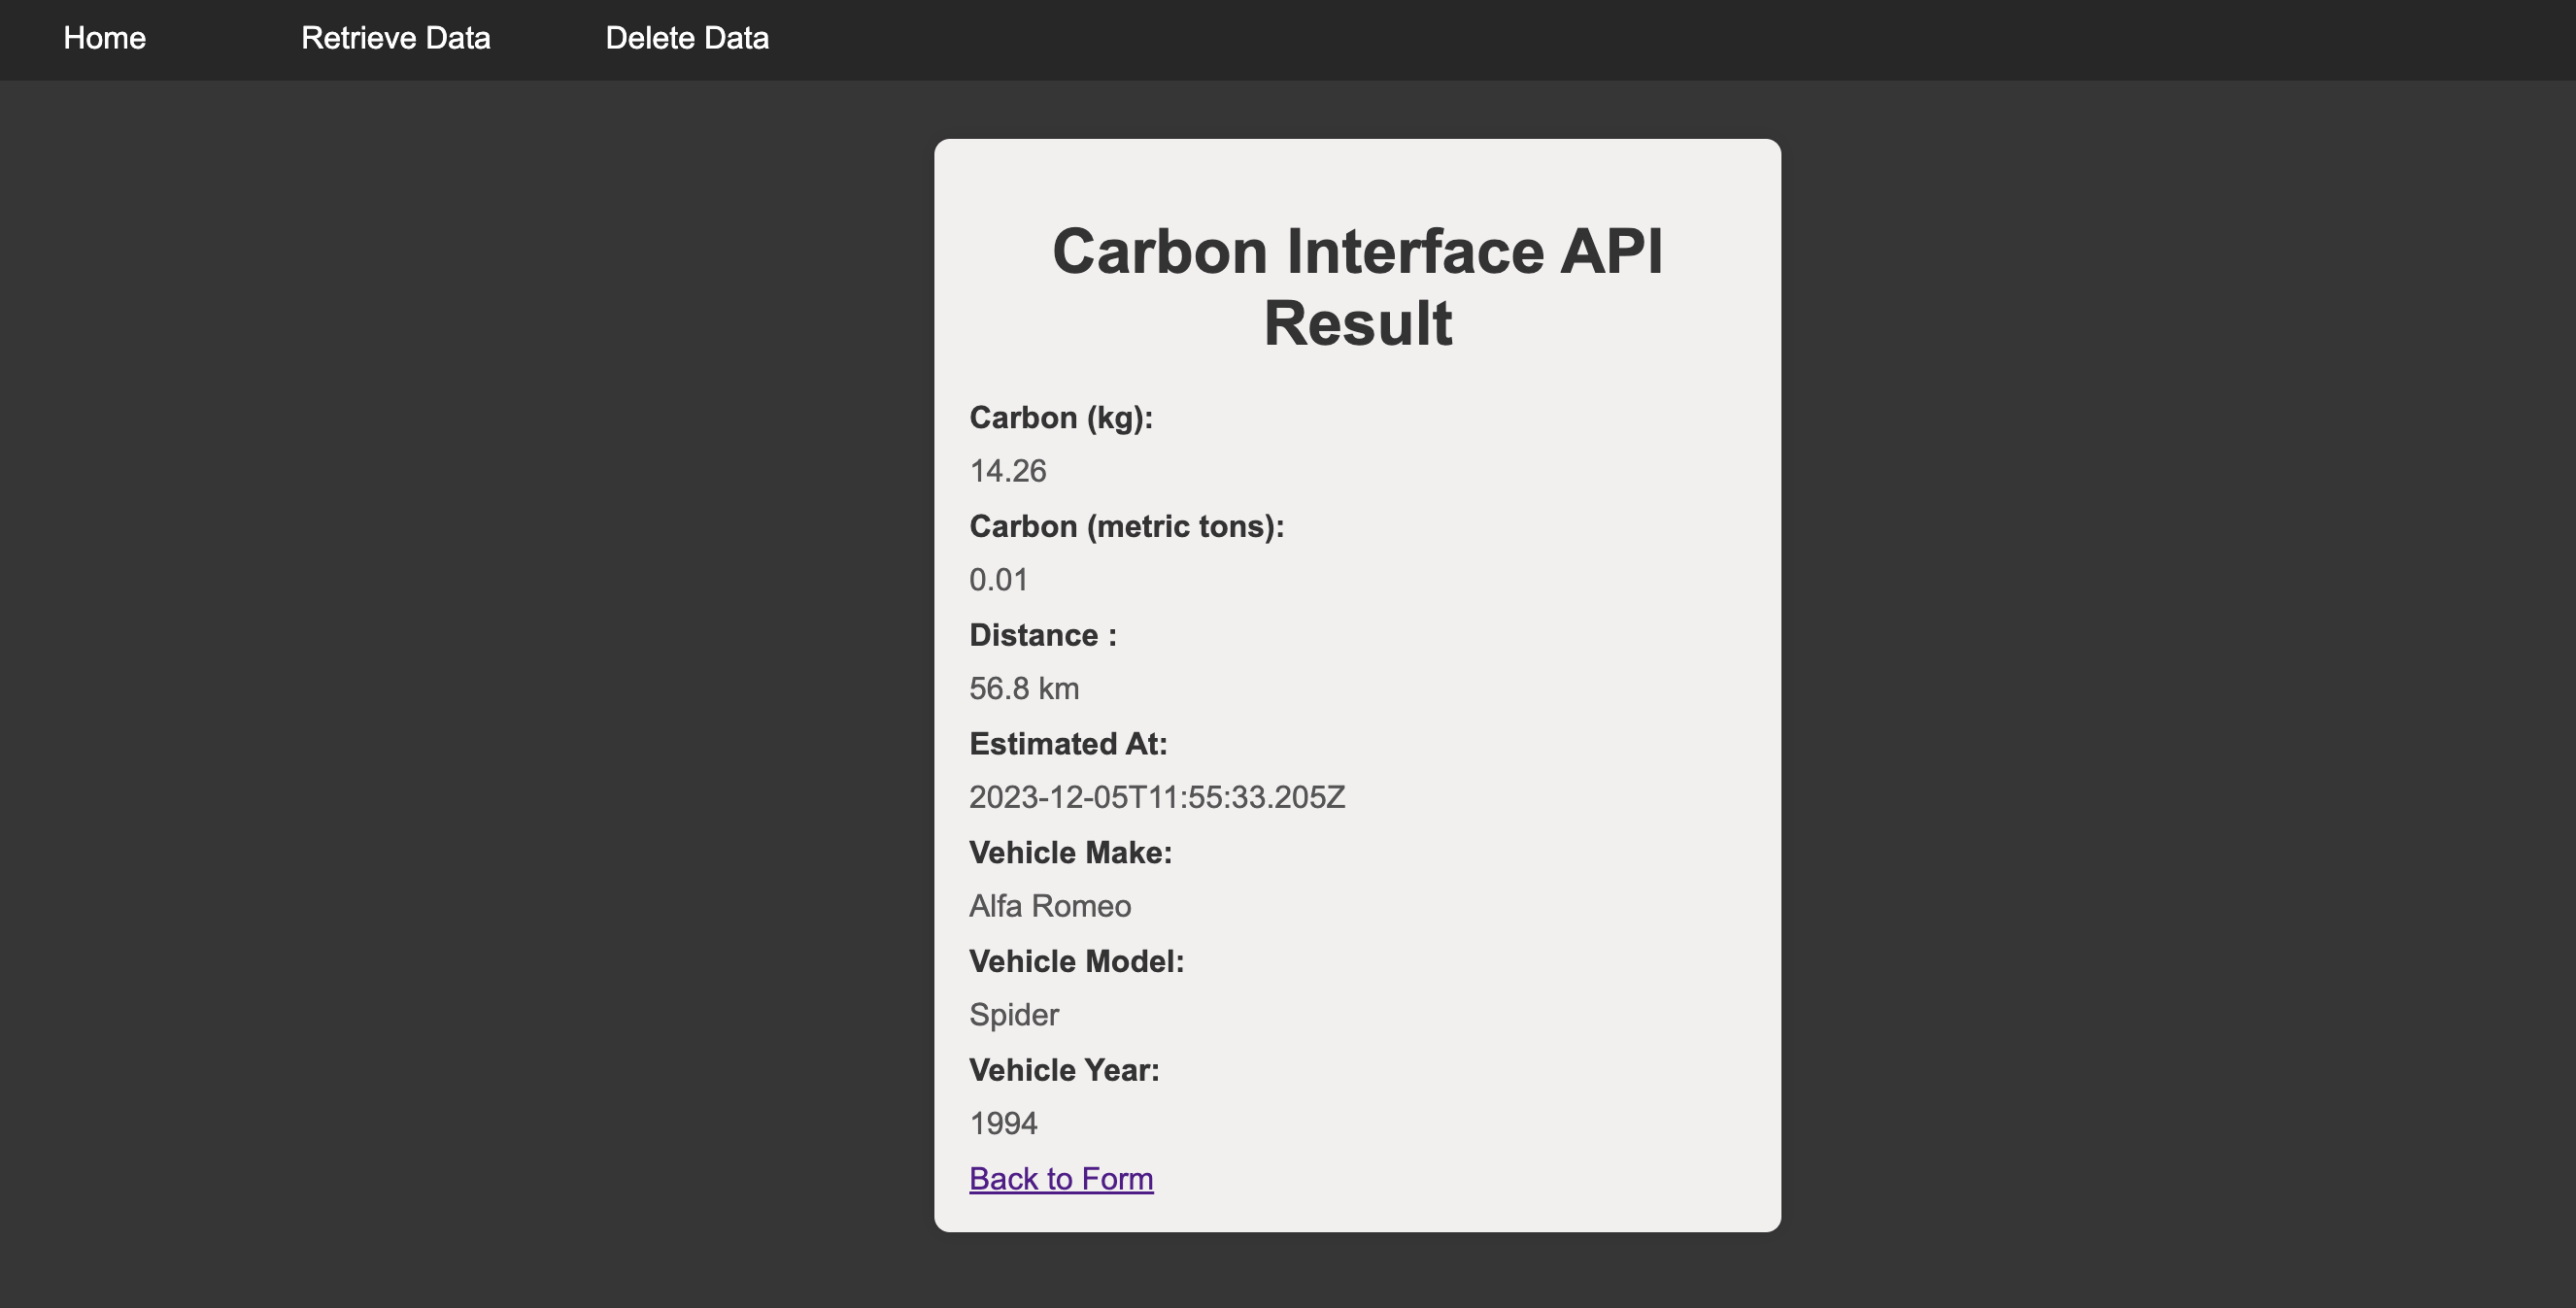 Home Retrieve Data Delete Data
Carbon Interface API
Result
Carbon (kg):
14.26
Carbon (metric tons):
0.01
Distance :
56.8 km
Estimated At:
2023-12-05T11:55:33.205Z
Vehicle Make:
Alfa Romeo
Vehicle Model:
Spider
Vehicle Year:
1994
Back to Form